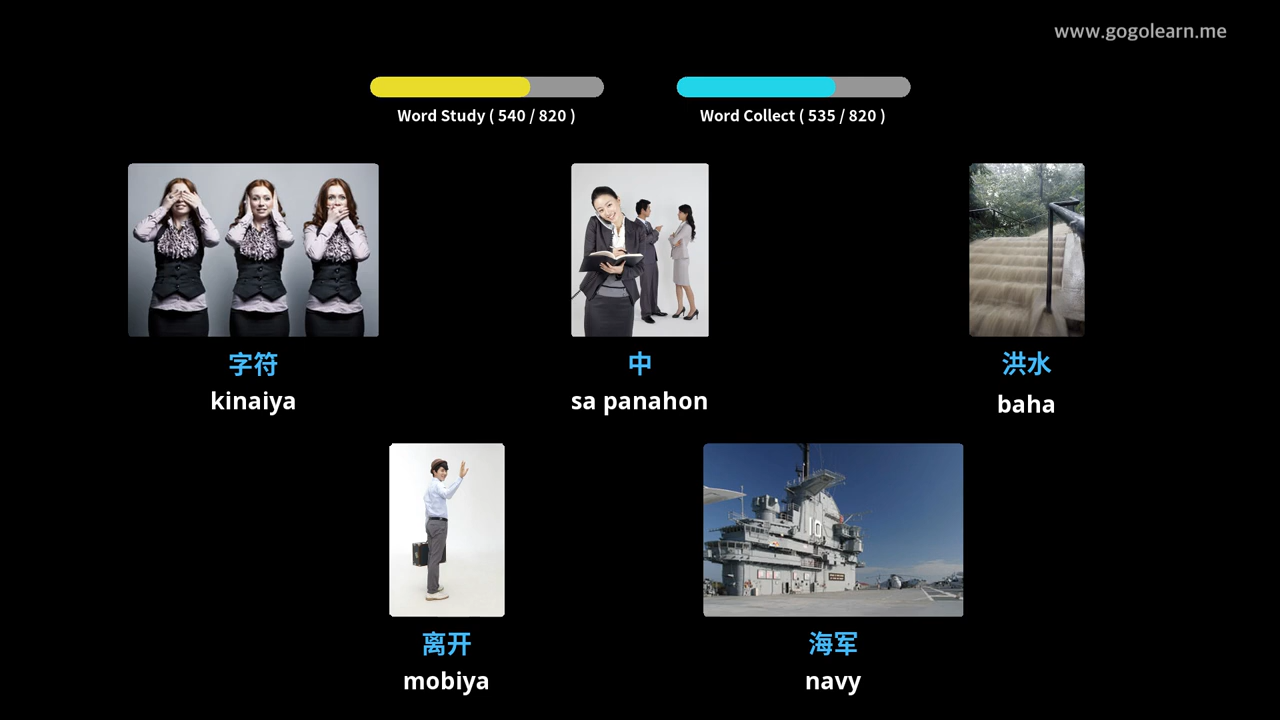 www.gogolearn.me
Word Study ( 540 / 820 )
Word Collect ( 535 / 820 )
字符
kinaiya
中
sa panahon
洪水
baha
离开
mobiya
海军
navy
10